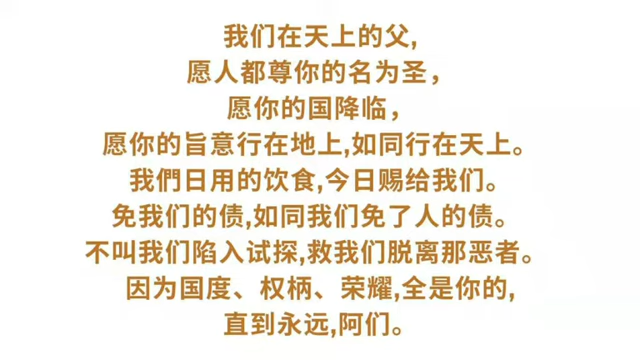 我们在天上的父,
愿人都尊你的名为圣，
愿你的国降临，
愿你的旨意行在地上,如同行在天上。
我們日用的饮食,今日赐给我们。
免我们的债,如同我们免了人的债。
不叫我们陷入试探,救我们脱离那恶者。
因为国度、权柄、荣耀,全是你的,
直到永远,阿们。